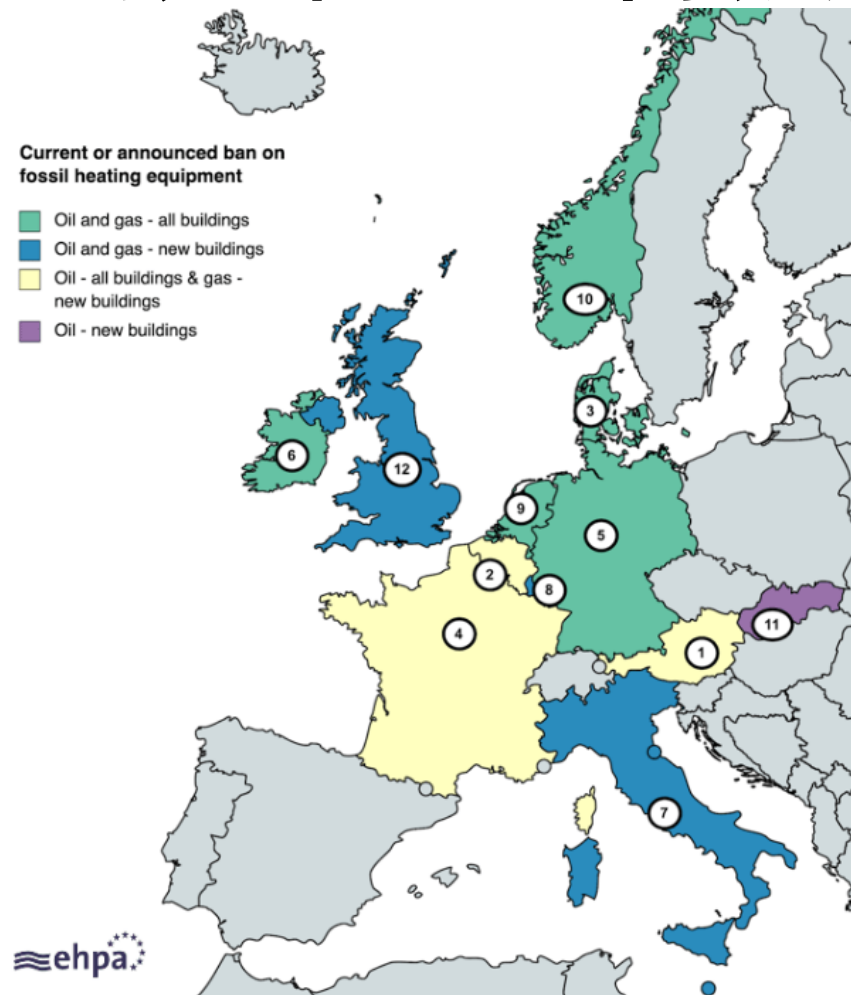 Current or announced ban on
fossil heating equipment
Oil and gas - all buildings
Oil and gas - new buildings
Oil - all buildings & gas -
new buildings
Oil - new buildings
10
3
6
12
9
5
2
8
4
11
1
7
ehpa